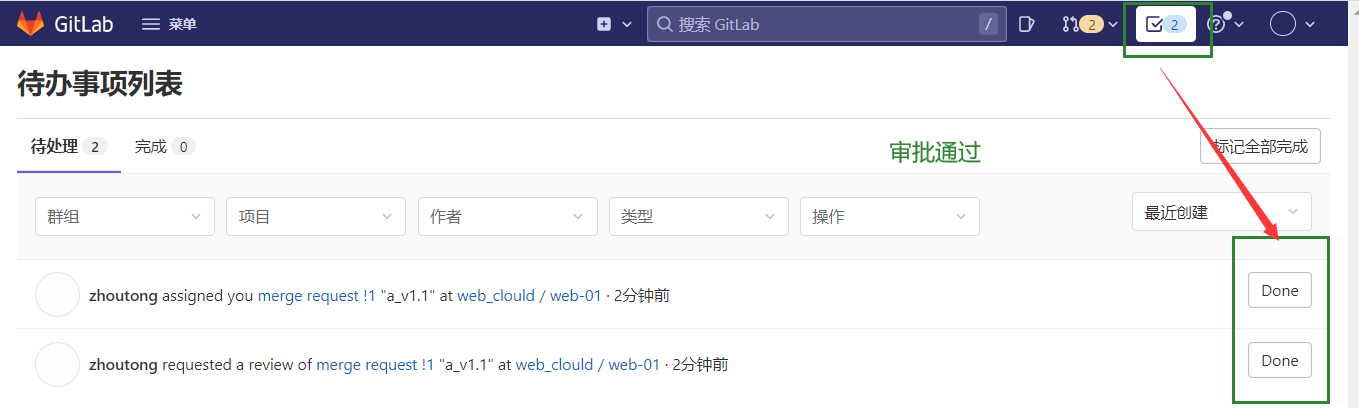 GitLab 菜单 搜索 GitLab / 2 2
待办事项列表
待处理 2 完成 0 审批通过 标记全部完成
群组 项目 作者 类型 操作 最近创建
zhoutong assigned you merge request !1 "a_v1.1" at web_clould / web-01 · 2分钟前 Done
zhoutong requested a review of merge request !1 "a_v1.1" at web_clould / web-01 · 2分钟前 Done